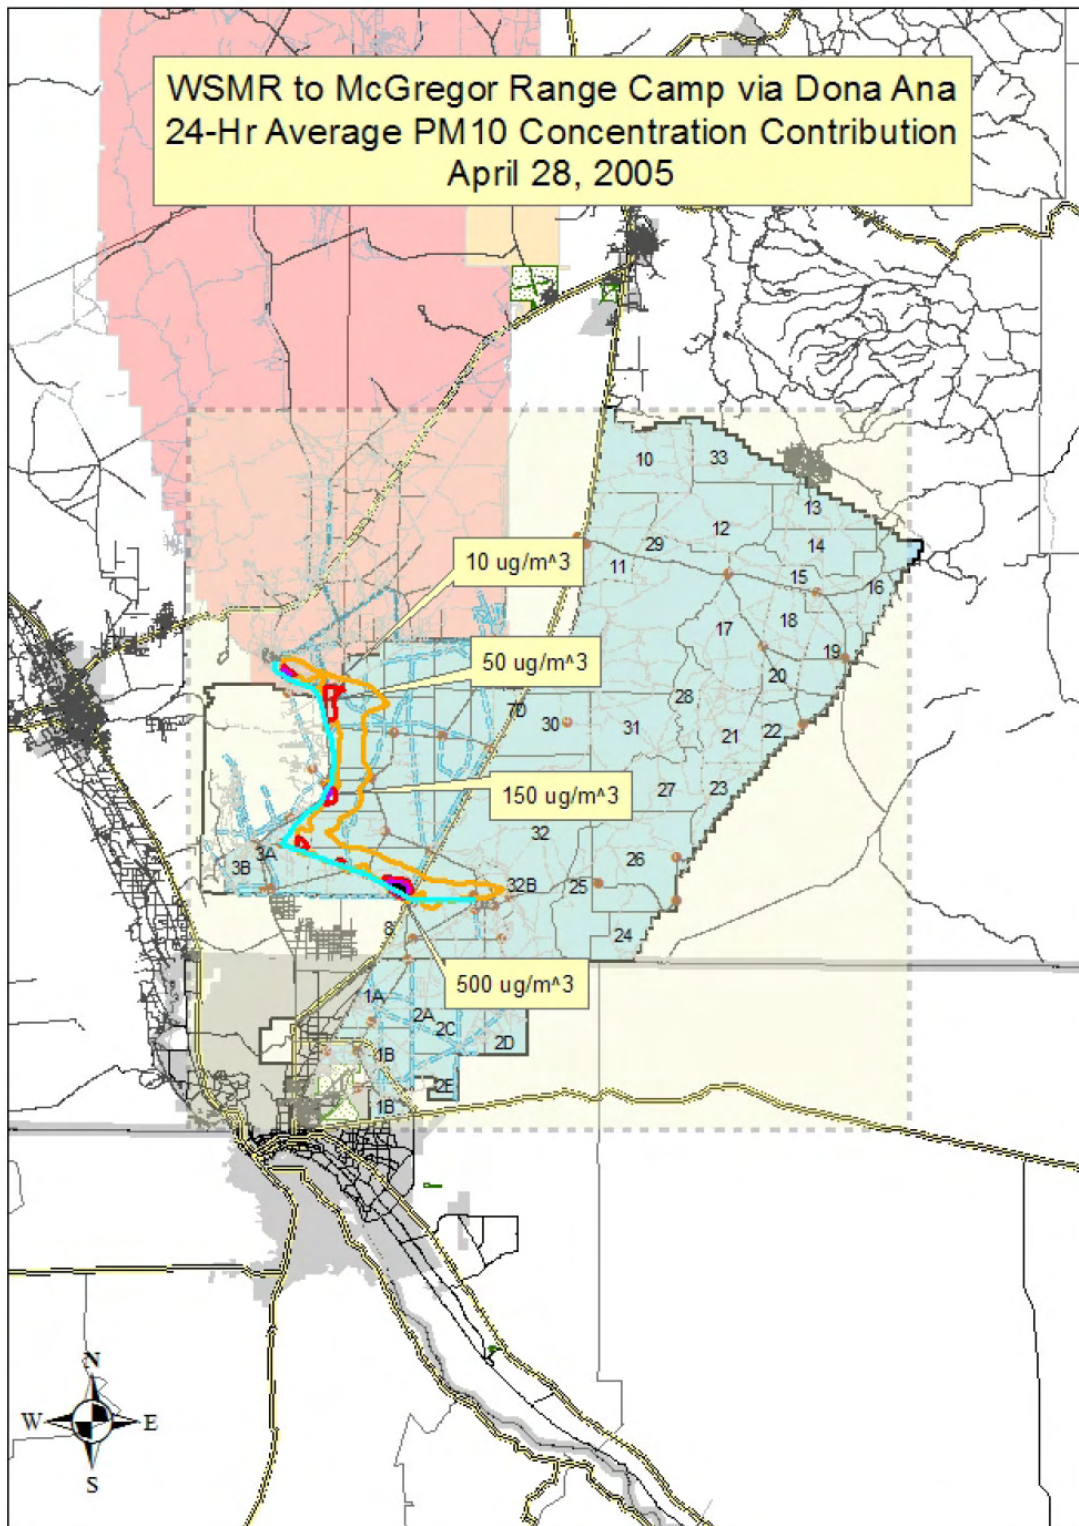 WSMR to McGregor Range Camp via Dona Ana
24-Hr Average PM10 Concentration Contribution
April 28, 2005
10
33
13
12
29
14
10 ug/m^3
11
15
16
18
17
50 ug/m^3
19
20
28
7D
30
31
21
22
27
23
150 ug/m^3
32
3A
26
3B
32B
25
8
24
500 ug/m^3
1A
2A
2C
2D
1B
2E
1B
N
W
E
S